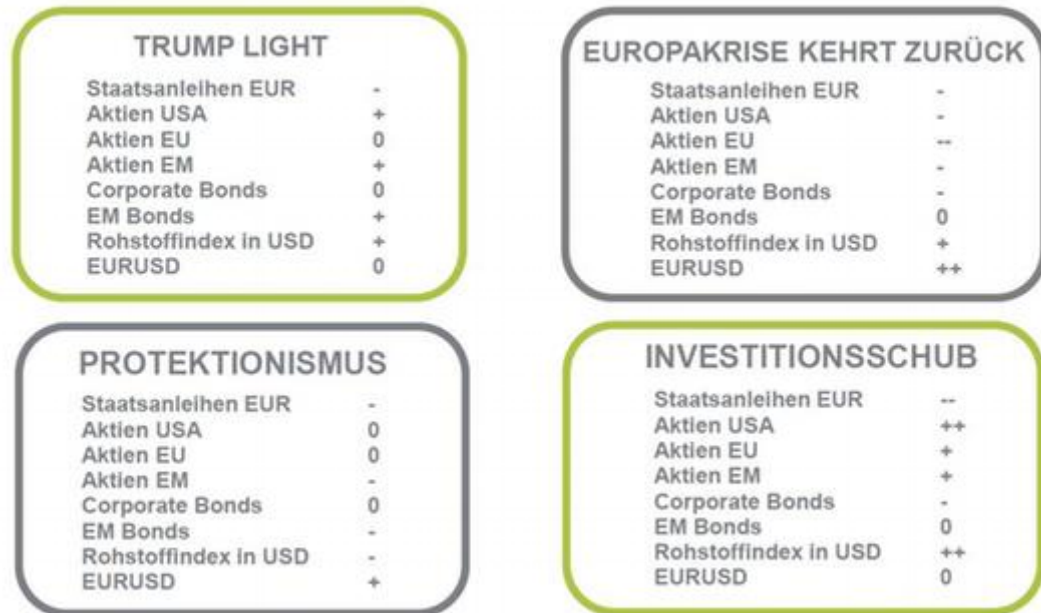 TRUMP LIGHT
Staatsanleihen EUR -
Aktien USA +
Aktien EU 0
Aktien EM +
Corporate Bonds 0
EM Bonds +
Rohstoffindex in USD +
EURUSD 0
EUROPAKRISE KEHRT ZURÜCK
Staatsanleihen EUR -
Aktien USA -
Aktien EU --
Aktien EM -
Corporate Bonds -
EM Bonds 0
Rohstoffindex in USD +
EURUSD ++
PROTEKTIONISMUS
Staatsanleihen EUR -
Aktien USA 0
Aktien EU 0
Aktien EM -
Corporate Bonds 0
EM Bonds -
Rohstoffindex in USD -
EURUSD +
INVESTITIONSSCHUB
Staatsanleihen EUR --
Aktien USA ++
Aktien EU +
Aktien EM +
Corporate Bonds -
EM Bonds 0
Rohstoffindex in USD ++
EURUSD 0